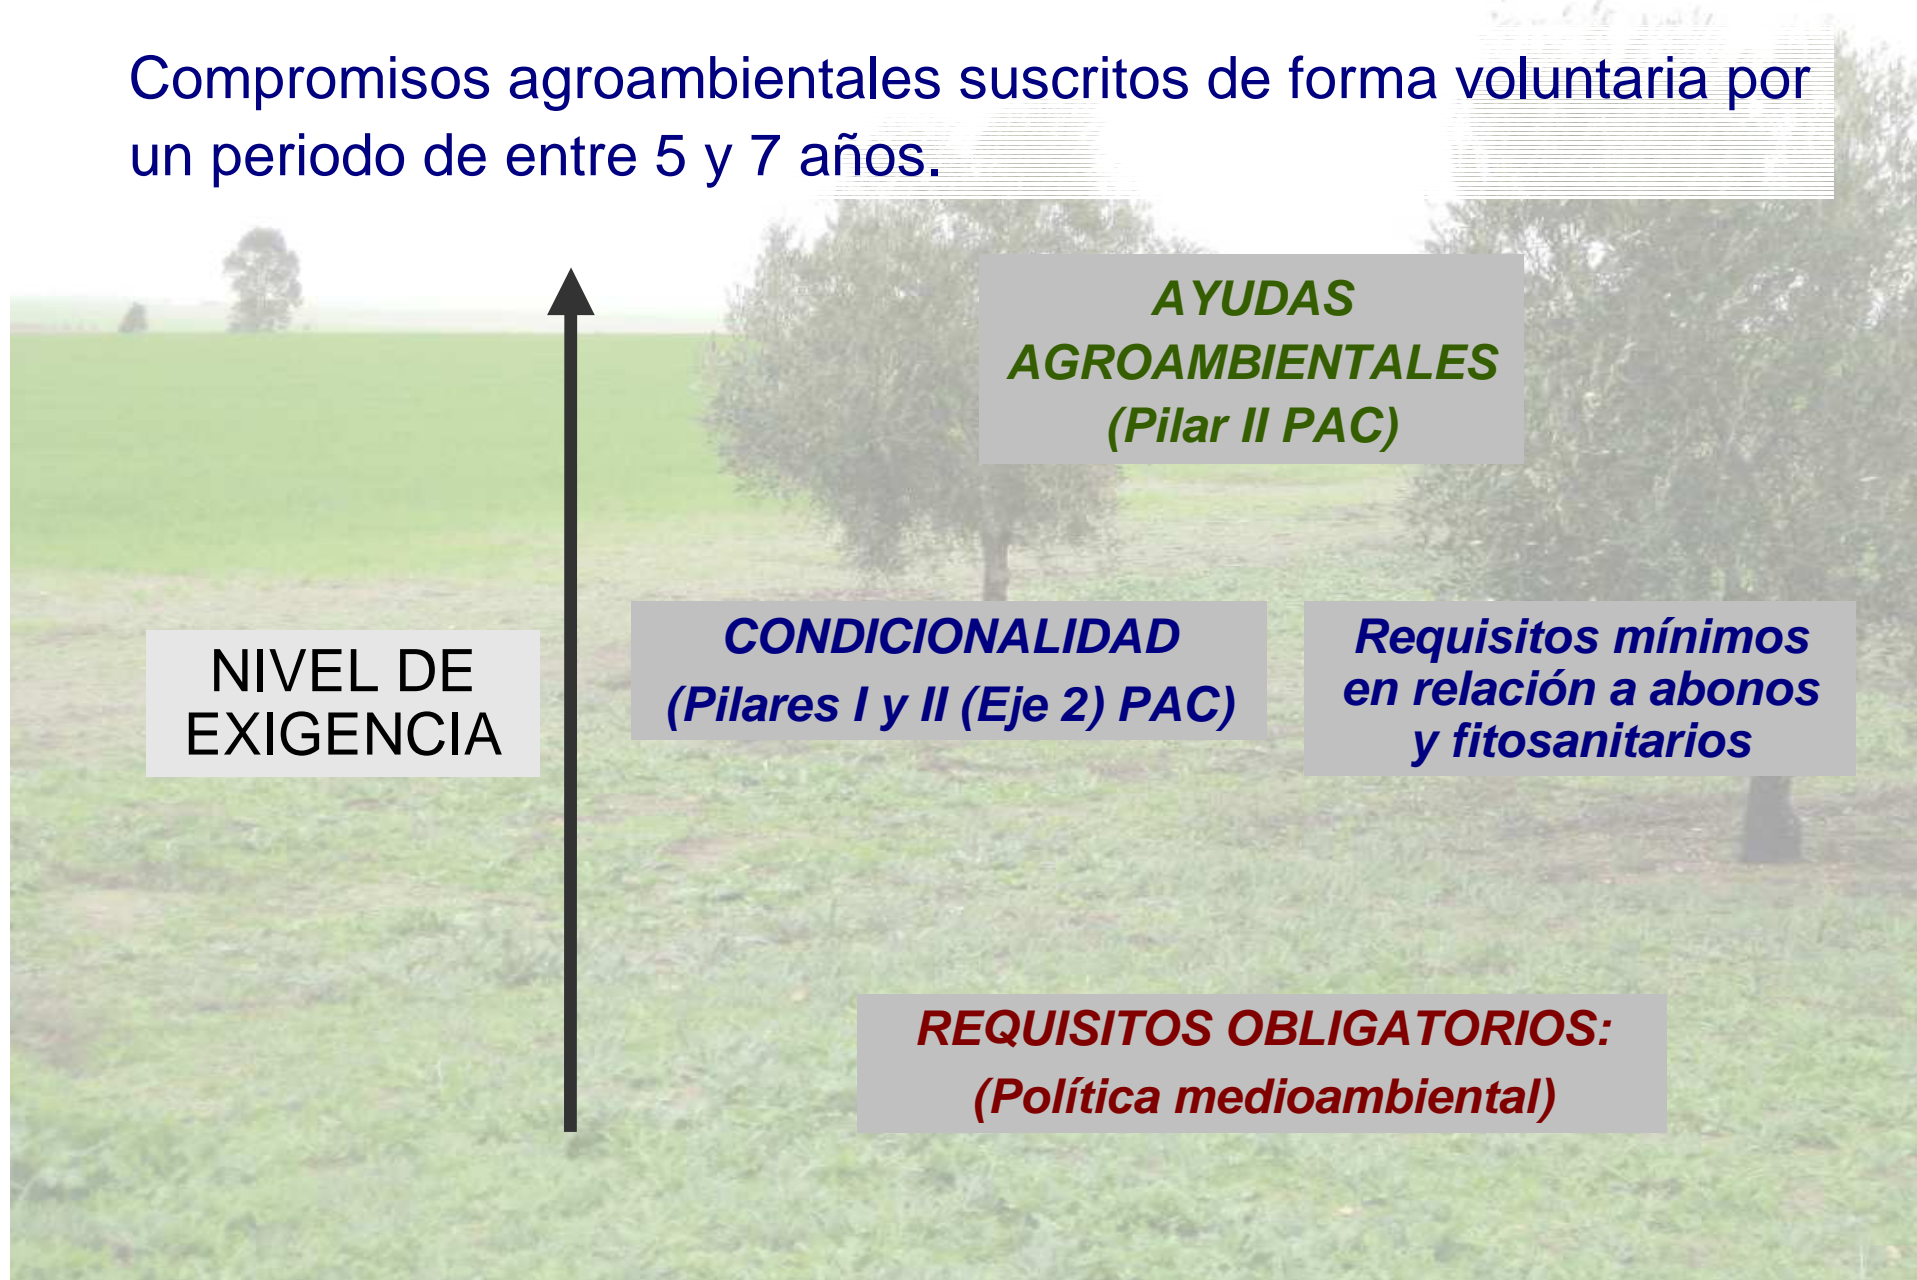 Compromisos agroambientales suscritos de forma voluntaria por
un periodo de entre 5 y 7 años.
AYUDAS
AGROAMBIENTALES
(Pilar II PAC)
NIVEL DE
EXIGENCIA
CONDICIONALIDAD
(Pilares I y II (Eje 2) PAC)
Requisitos mínimos
en relación a abonos
y fitosanitarios
REQUISITOS OBLIGATORIOS:
(Política medioambiental)